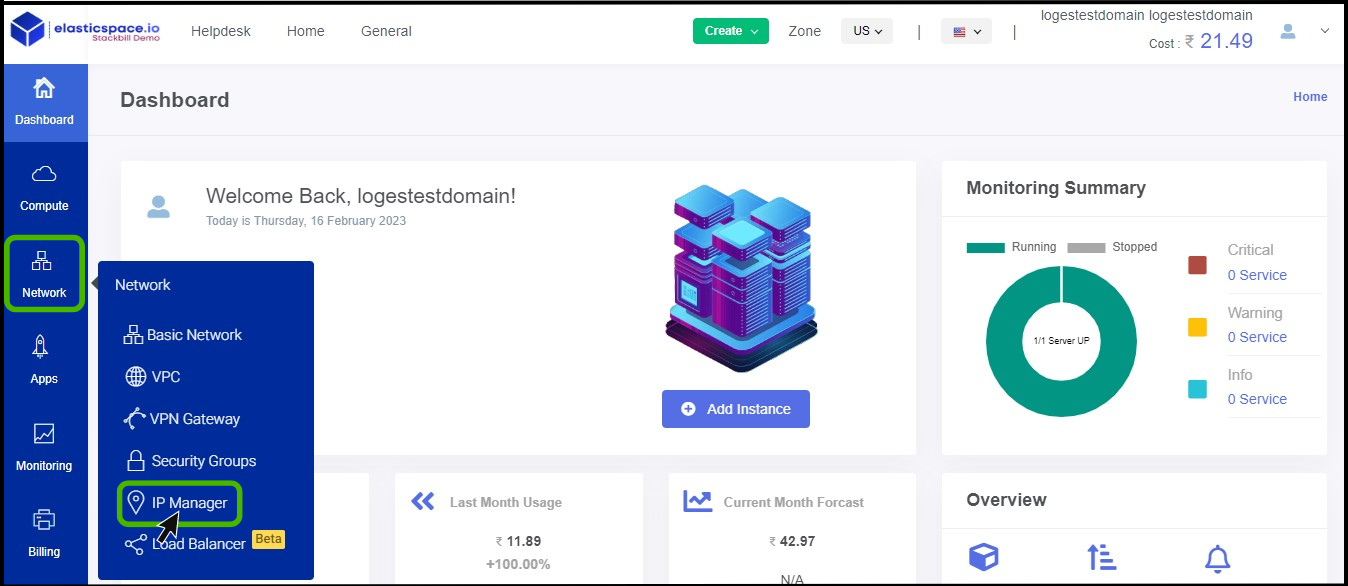 elasticspace.io
Stackbill Demo
Helpdesk
Home
General
Create
Zone
US
|
|
logestestdomain logestestdomain
Cost : ₹ 21.49
Dashboard
Compute
Network
Apps
Monitoring
Billing
Dashboard
Home
Welcome Back, logestestdomain!
Today is Thursday, 16 February 2023
Add Instance
Network
Basic Network
VPC
VPN Gateway
Security Groups
IP Manager
Load Balancer Beta
Monitoring Summary
Running
Stopped
1/1 Server UP
Critical
0 Service
Warning
0 Service
Info
0 Service
Last Month Usage
₹ 11.89
+100.00%
Current Month Forcast
₹ 42.97
N/A
Overview